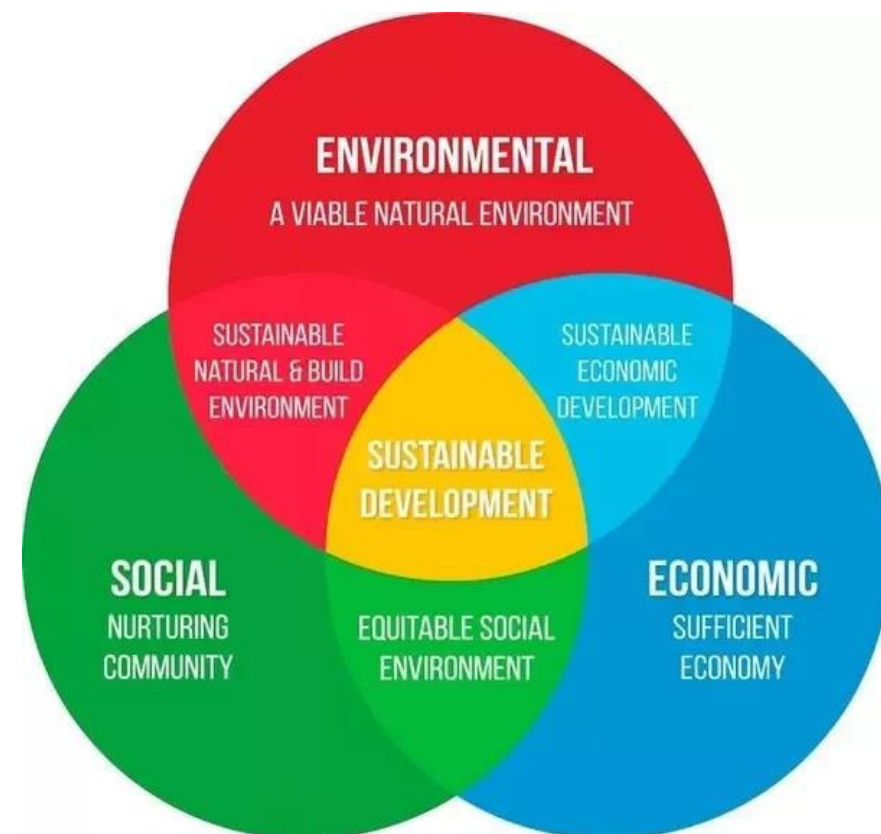 ENVIRONMENTAL
A VIABLE NATURAL ENVIRONMENT
SUSTAINABLE
NATURAL & BUILD
ENVIRONMENT
SUSTAINABLE
ECONOMIC
DEVELOPMENT
SUSTAINABLE
DEVELOPMENT
SOCIAL
NURTURING
COMMUNITY
EQUITABLE SOCIAL
ENVIRONMENT
ECONOMIC
SUFFICIENT
ECONOMY